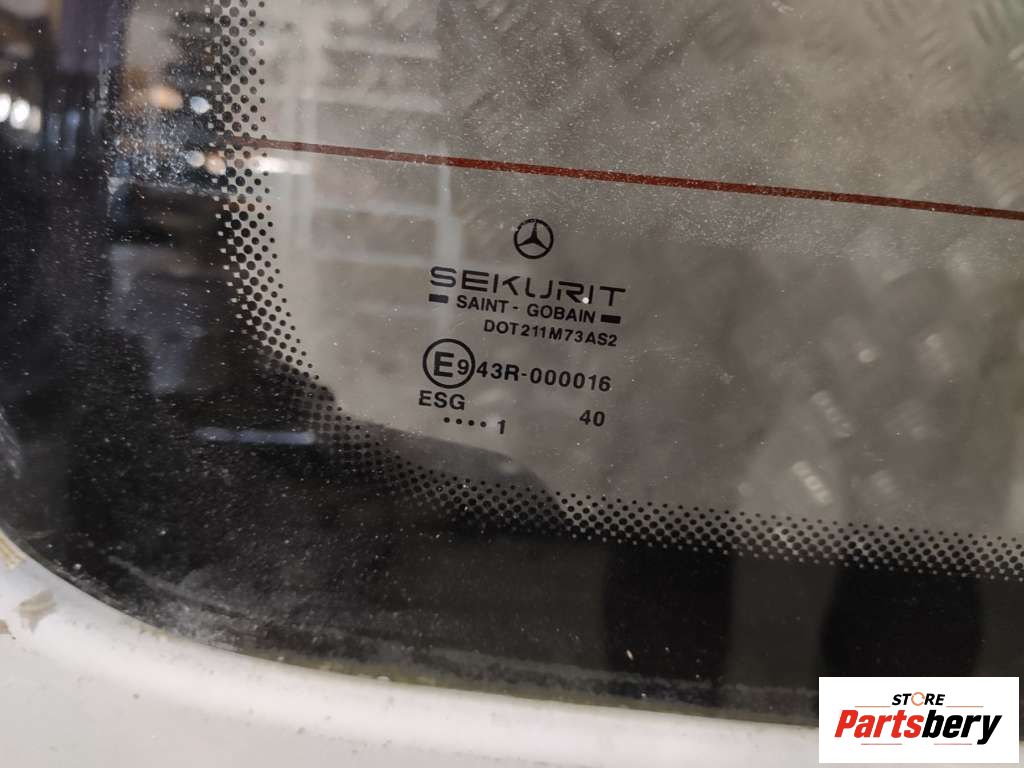 SEKURIT
SAINT - GOBAIN
DOT211M73AS2
E9 43R-000016
ESG 40
•••• 1
STORE
Partsbery